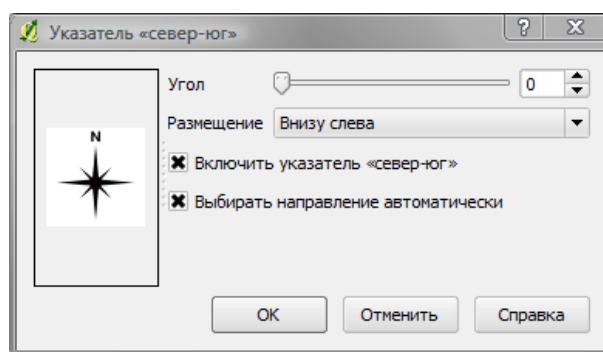 Указатель «север-юг»
Угол
0
Размещение Внизу слева
N
Включить указатель «север-юг»
Выбирать направление автоматически
OK Отменить Справка